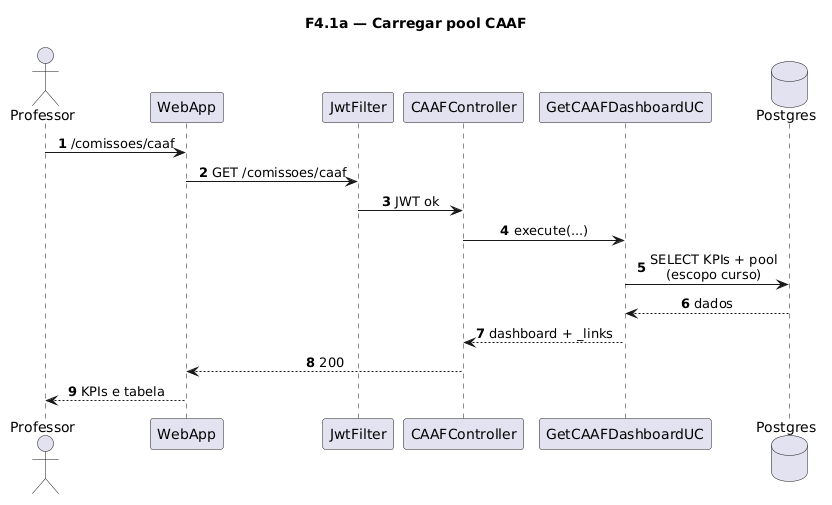 F4.1a — Carregar pool CAAF
Professor
WebApp
JwtFilter
CAAFController
GetCAAFDashboardUC
Postgres
1 /comissoes/caaf
2 GET /comissoes/caaf
3 JWT ok
4 execute(...)
5 SELECT KPIs + pool
(escopo curso)
6 dados
7 dashboard + _links
8 200
9 KPIs e tabela
Professor
WebApp
JwtFilter
CAAFController
GetCAAFDashboardUC
Postgres